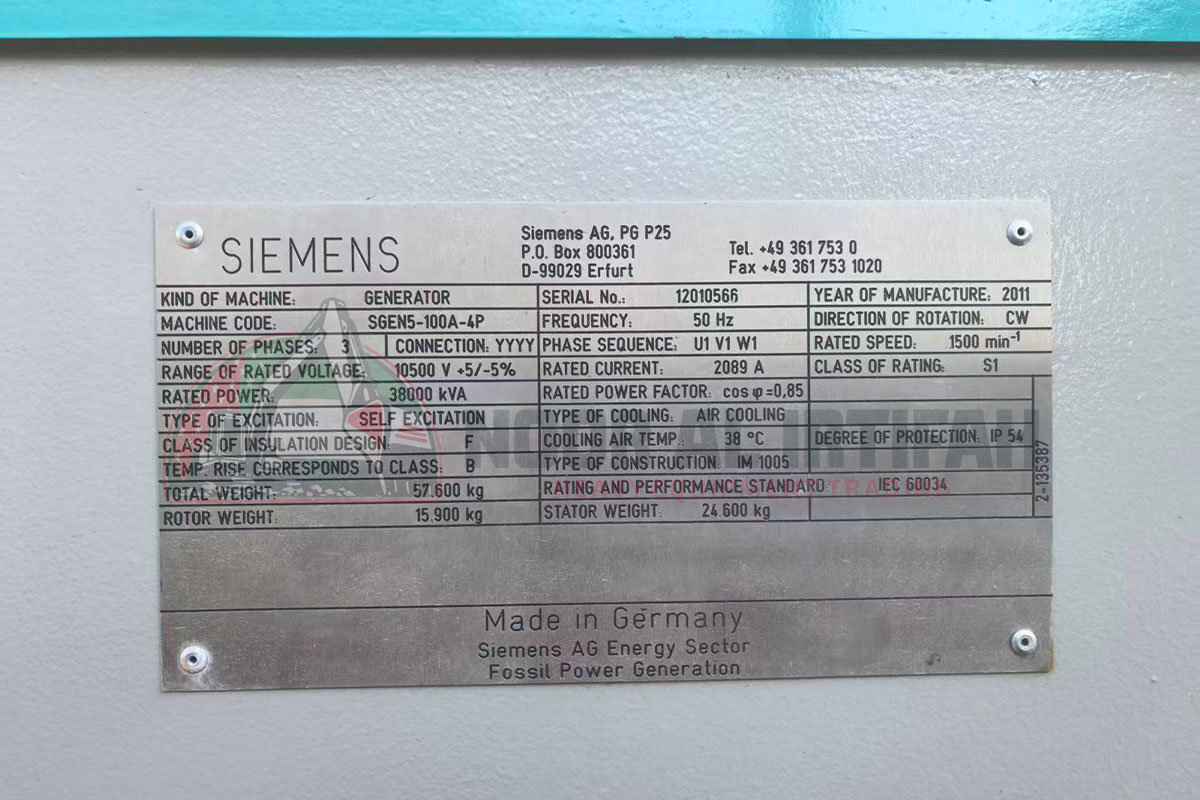 SIEMENS
Siemens AG, PG P25
P.O. Box 800361
D-99029 Erfurt
Tel. +49 361 753 0
Fax +49 361 753 1020
KIND OF MACHINE: GENERATOR SERIAL No.: 12010566 YEAR OF MANUFACTURE: 2011
MACHINE CODE: SGEN5-100A-4P FREQUENCY: 50 Hz DIRECTION OF ROTATION: CW
NUMBER OF PHASES: 3 CONNECTION: YYYY PHASE SEQUENCE: U1 V1 W1 RATED SPEED: 1500 min⁻¹
RANGE OF RATED VOLTAGE: 10500 V +5/-5% RATED CURRENT: 2089 A CLASS OF RATING: S1
RATED POWER: 38000 kVA RATED POWER FACTOR: cos φ=0,85
TYPE OF EXCITATION: SELF EXCITATION TYPE OF COOLING: AIR COOLING
CLASS OF INSULATION DESIGN: F COOLING AIR TEMP.: 38 °C DEGREE OF PROTECTION: IP 54
TEMP. RISE CORRESPONDS TO CLASS: B TYPE OF CONSTRUCTION: IM 1005
TOTAL WEIGHT: 57.600 kg RATING AND PERFORMANCE STANDARD: IEC 60034
ROTOR WEIGHT: 15.900 kg STATOR WEIGHT: 24.600 kg
2-135387
Made in Germany
Siemens AG Energy Sector
Fossil Power Generation